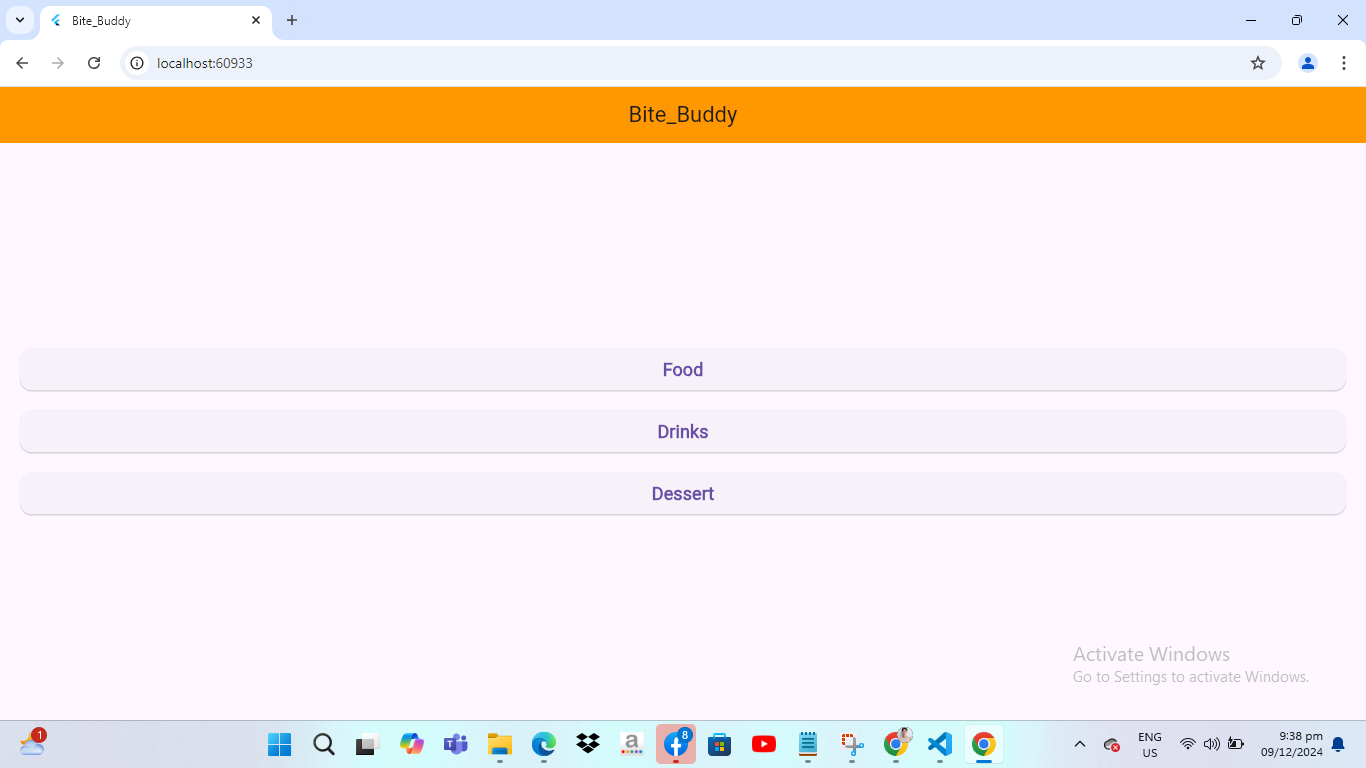 Bite_Buddy
localhost:60933
Bite_Buddy
Food
Drinks
Dessert
Activate Windows
Go to Settings to activate Windows.
1
a
8
ENG
US
9:38 pm
09/12/2024